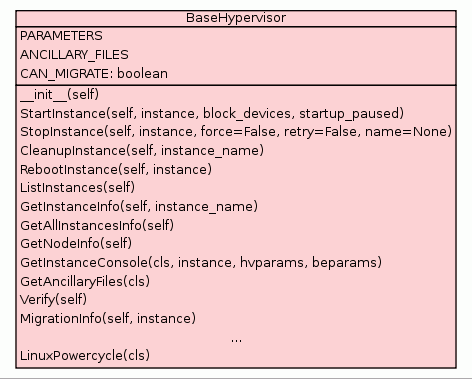 BaseHypervisor
PARAMETERS
ANCILLARY_FILES
CAN_MIGRATE: boolean
__init__(self)
StartInstance(self, instance, block_devices, startup_paused)
StopInstance(self, instance, force=False, retry=False, name=None)
CleanupInstance(self, instance_name)
RebootInstance(self, instance)
ListInstances(self)
GetInstanceInfo(self, instance_name)
GetAllInstancesInfo(self)
GetNodeInfo(self)
GetInstanceConsole(cls, instance, hvparams, beparams)
GetAncillaryFiles(cls)
Verify(self)
MigrationInfo(self, instance)
...
LinuxPowercycle(cls)